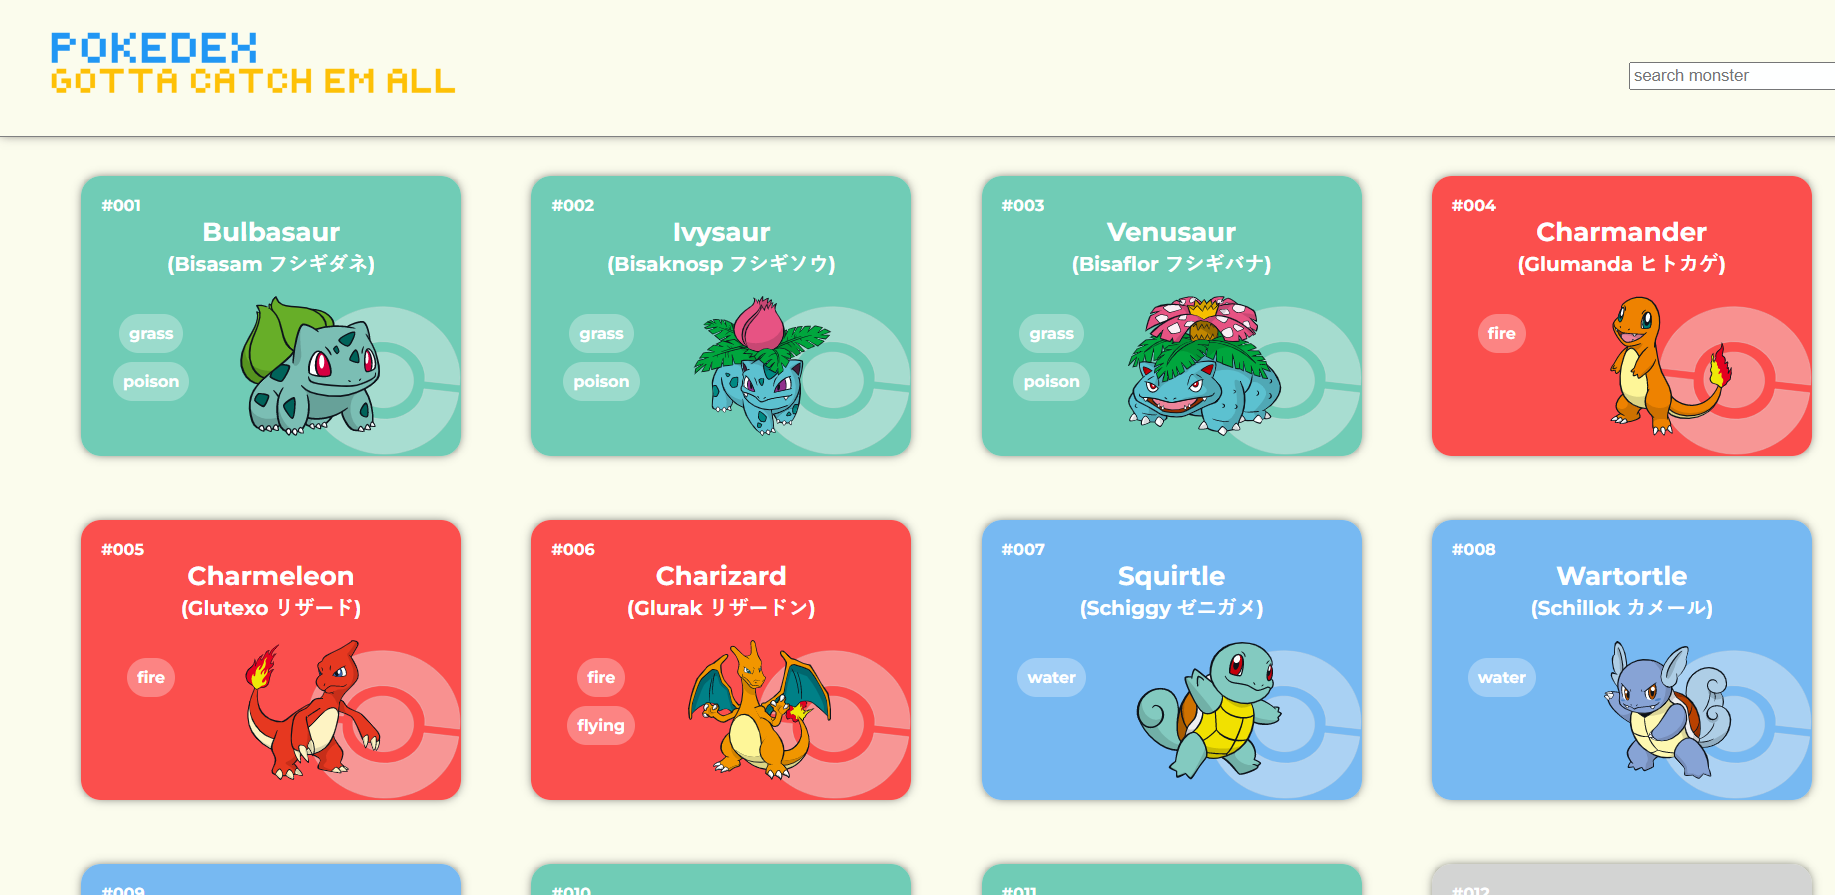 POKEDEX
GOTTA CATCH EM ALL
search monster
#001
Bulbasaur
(Bisasam フシギダネ)
grass
poison
#002
Ivysaur
(Bisaknosp フシギソウ)
grass
poison
#003
Venusaur
(Bisaflor フシギバナ)
grass
poison
#004
Charmander
(Glumanda ヒトカゲ)
fire
#005
Charmeleon
(Glutexo リザード)
fire
#006
Charizard
(Glurak リザードン)
fire
flying
#007
Squirtle
(Schiggy ゼニガメ)
water
#008
Wartortle
(Schillok カメール)
water
#009
#010
#011
#012